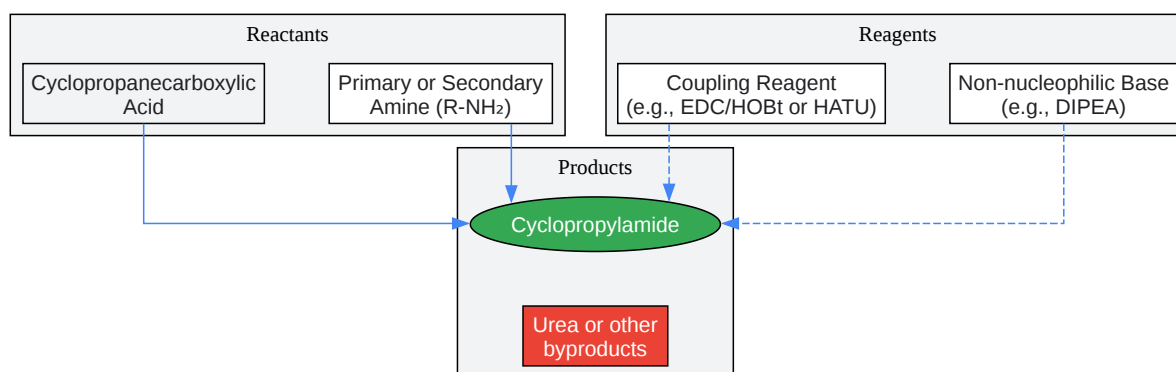 Reactants
Reagents
Cyclopropanecarboxylic
Acid
Primary or Secondary
Amine (R-NH₂)
Coupling Reagent
(e.g., EDC/HOBt or HATU)
Non-nucleophilic Base
(e.g., DIPEA)
Products
Cyclopropylamide
Urea or other
byproducts